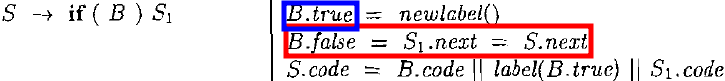 S → if ( B ) S₁ B.true = newlabel()
B.false = S₁.next = S.next
S.code = B.code || label(B.true) || S₁.code